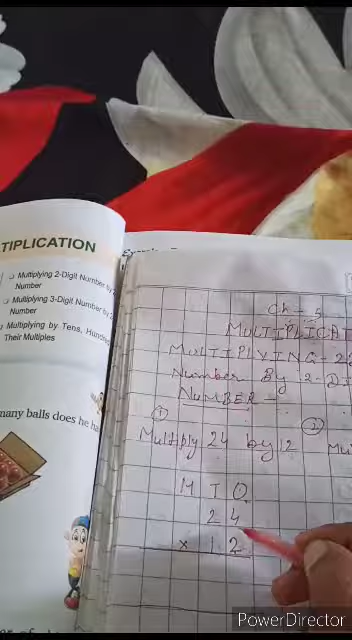 TIPLICATION
Multiplying 2-Digit Number by
Number
Multiplying 3-Digit Number by
Number
Multiplying by Tens, Hund
Their Multiples
many balls does he ha
Ch - 5
MULTIPLICAT
MULTIPLYING - 2
Number By 2-DI
NUMBER -
① ②
Multiply 24 by 12 Mu
H T O
2 4
x 1 2
PowerDirector